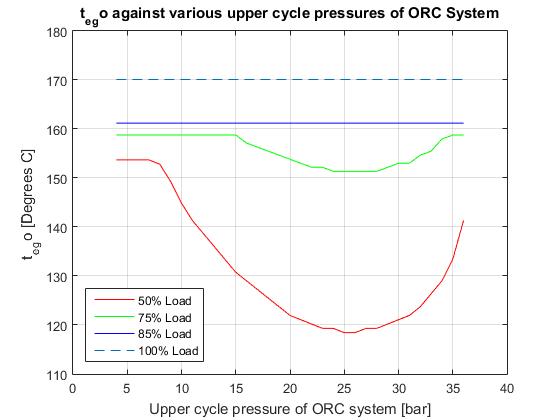 t_eg o against various upper cycle pressures of ORC System
180
170
160
150
140
130
120
110
t_eg o [Degrees C]
50% Load
75% Load
85% Load
100% Load
0 5 10 15 20 25 30 35 40
Upper cycle pressure of ORC system [bar]